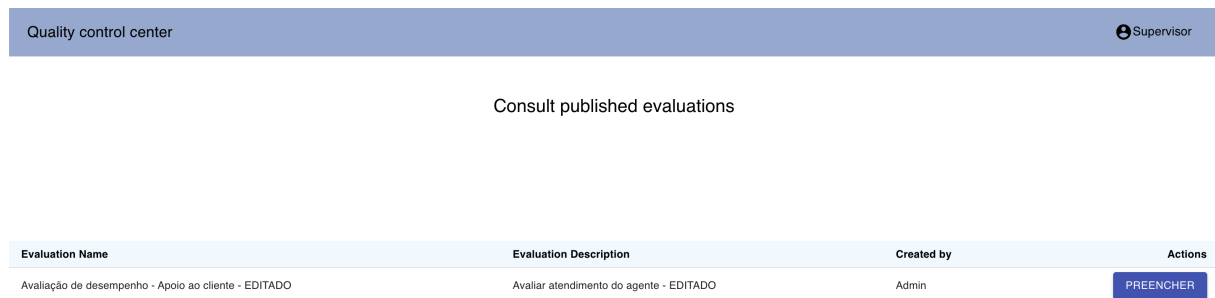 Quality control center
Supervisor
Consult published evaluations
Evaluation Name Evaluation Description Created by Actions
Avaliação de desempenho - Apoio ao cliente - EDITADO Avaliar atendimento do agente - EDITADO Admin PREENCHER